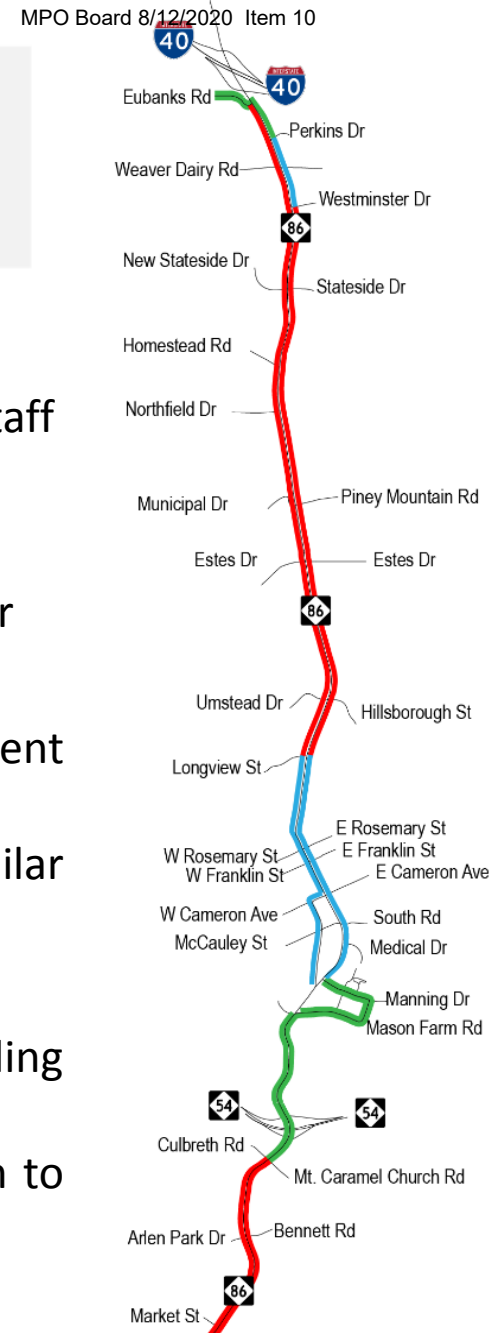 MPO Board 8/12/2020 Item 10
INTERSTATE
40
INTERSTATE
40
Eubanks Rd
Perkins Dr
Weaver Dairy Rd
Westminster Dr
86
New Stateside Dr
Stateside Dr
Homestead Rd
taff
Northfield Dr
Municipal Dr
Piney Mountain Rd
Estes Dr
Estes Dr
r
86
Umstead Dr
Hillsborough St
ent
Longview St
E Rosemary St
ilar
W Rosemary St
E Franklin St
W Franklin St
E Cameron Ave
W Cameron Ave
South Rd
McCauley St
Medical Dr
Manning Dr
Mason Farm Rd
ling
54
54
Culbreth Rd
n to
Mt. Caramel Church Rd
Arlen Park Dr
Bennett Rd
86
Market St